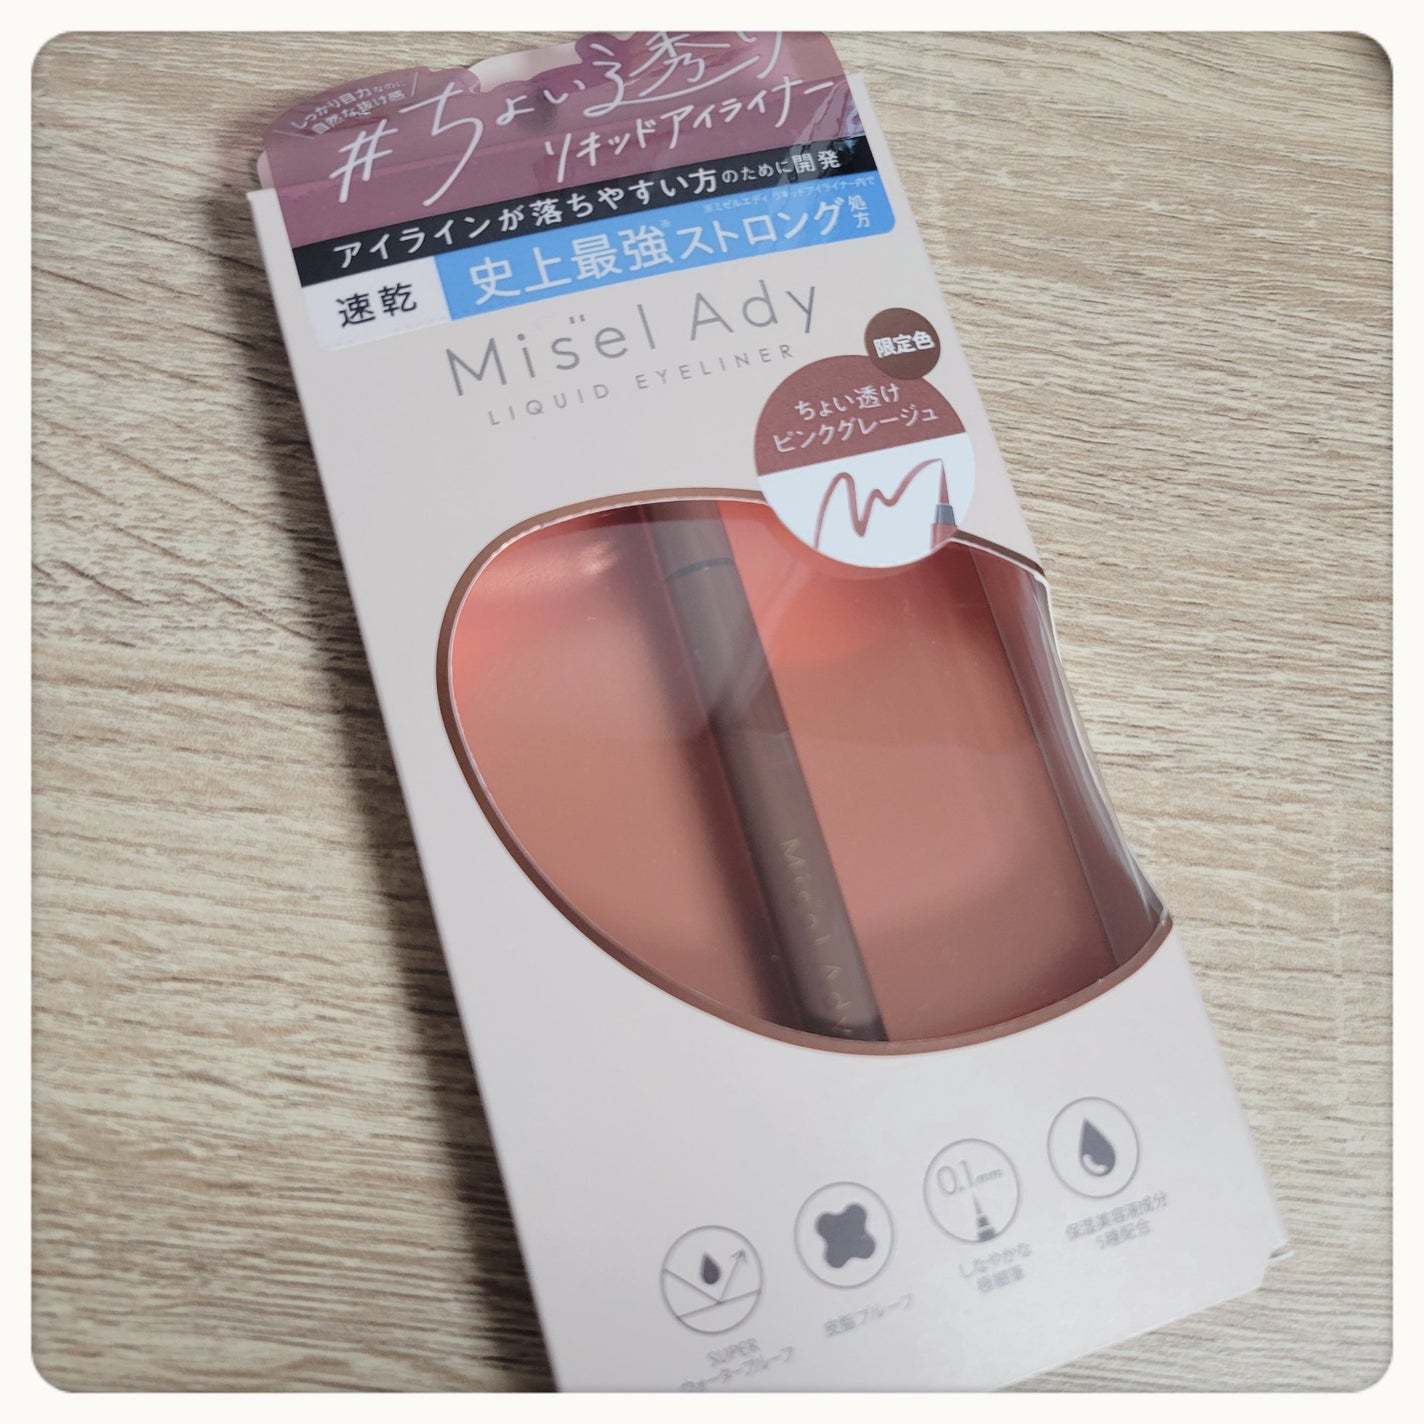 しっかり目力なのに
自然な抜け感
#ちょいと透け
リキッドアイライナー
アイラインが落ちやすい方のために開発
※ミゼルエディ リキッドアイライナー内で
速乾 史上最強※ストロング処方
Misël Ady
LIQUID EYELINER
限定色
ちょい透け
ピンクグレージュ
Misël Ady
0.1mm
保湿美容液成分
5種配合
しなやかな
極細筆
皮脂プルーフ
SUPER
ウォータープルーフ